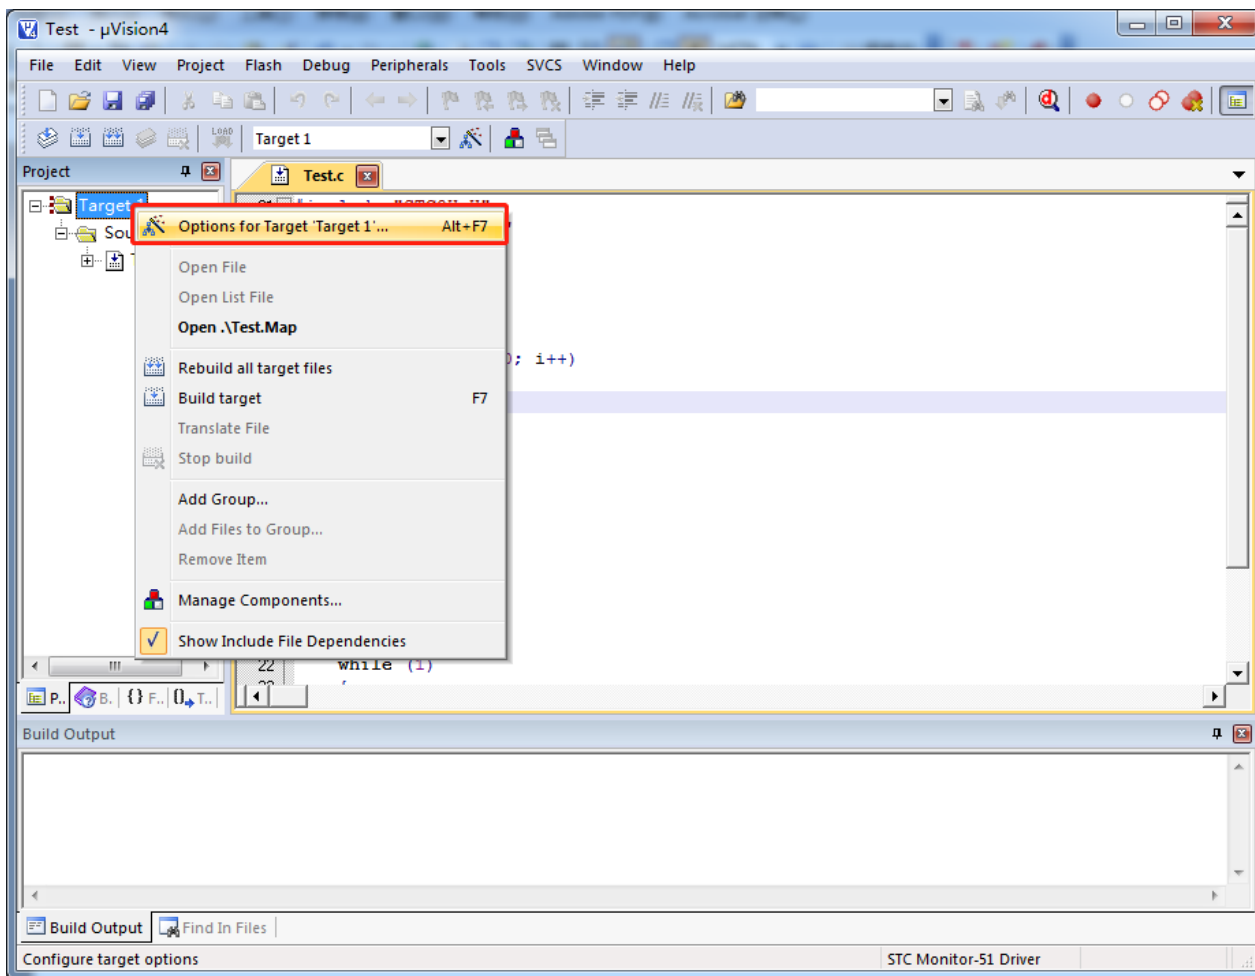 Test - µVision4
File Edit View Project Flash Debug Peripherals Tools SVCS Window Help
LOAD Target 1
Project
Test.c
Target 1
Sou
Options for Target 'Target 1'... Alt+F7
Open File
Open List File
Open .\Test.Map
; i++)
Rebuild all target files
Build target F7
Translate File
Stop build
Add Group...
Add Files to Group...
Remove Item
Manage Components...
Show Include File Dependencies
22 while (1)
P.. B. {} F.. T..
Build Output
Build Output Find In Files
Configure target options STC Monitor-51 Driver